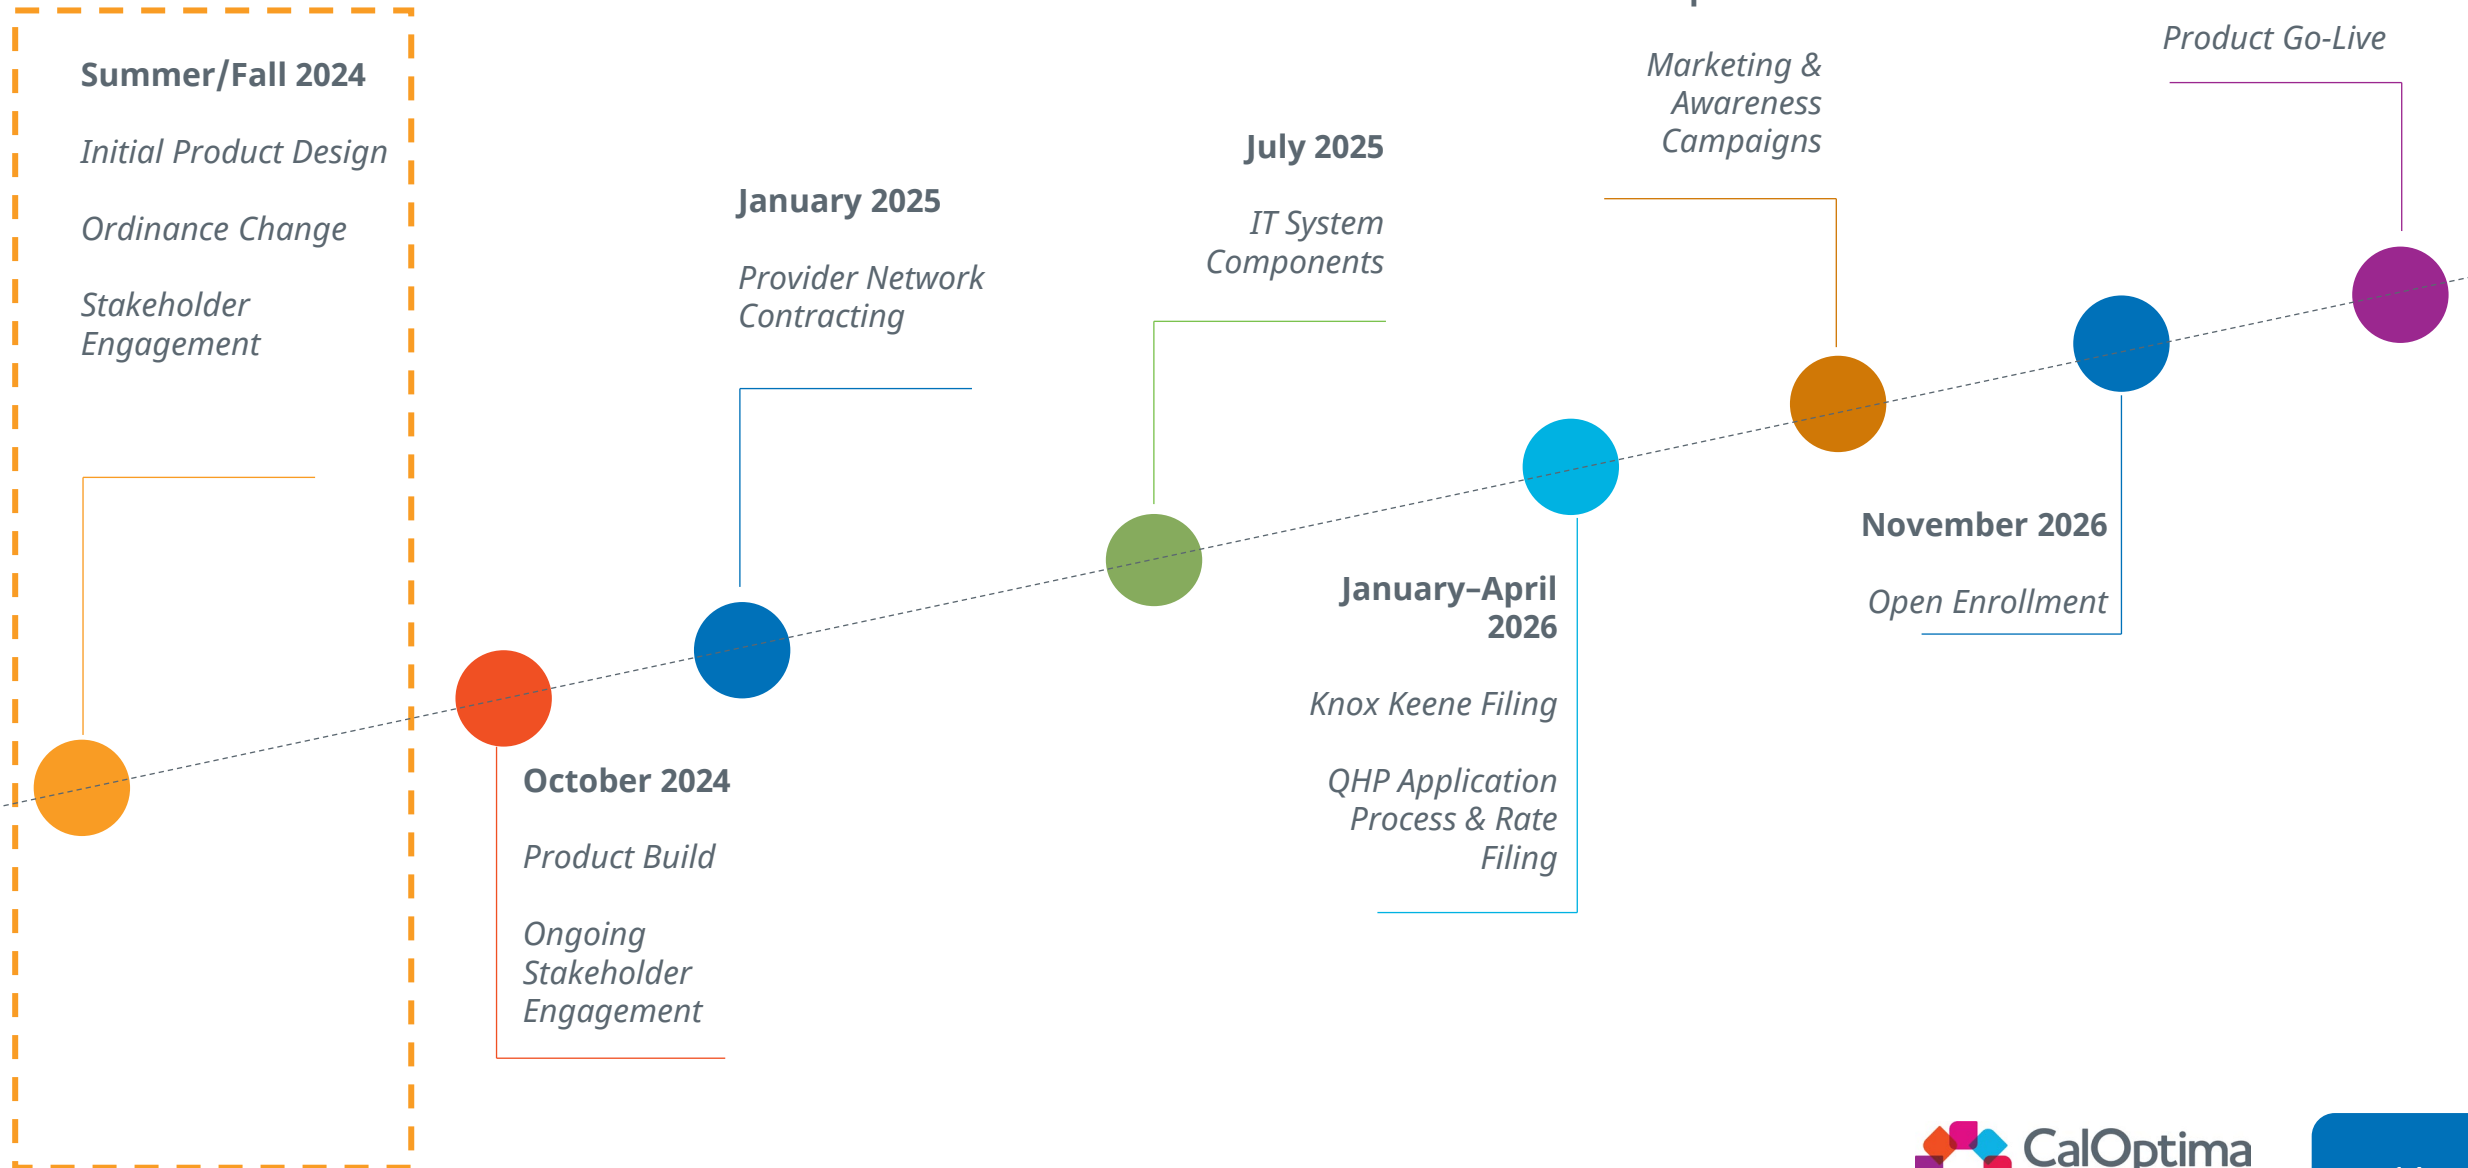 Summer/Fall 2024
Initial Product Design
Ordinance Change
Stakeholder
Engagement
October 2024
Product Build
Ongoing
Stakeholder
Engagement
January 2025
Provider Network
Contracting
July 2025
IT System
Components
January–April
2026
Knox Keene Filing
QHP Application
Process & Rate
Filing
Marketing &
Awareness
Campaigns
November 2026
Open Enrollment
Product Go-Live
CalOptima